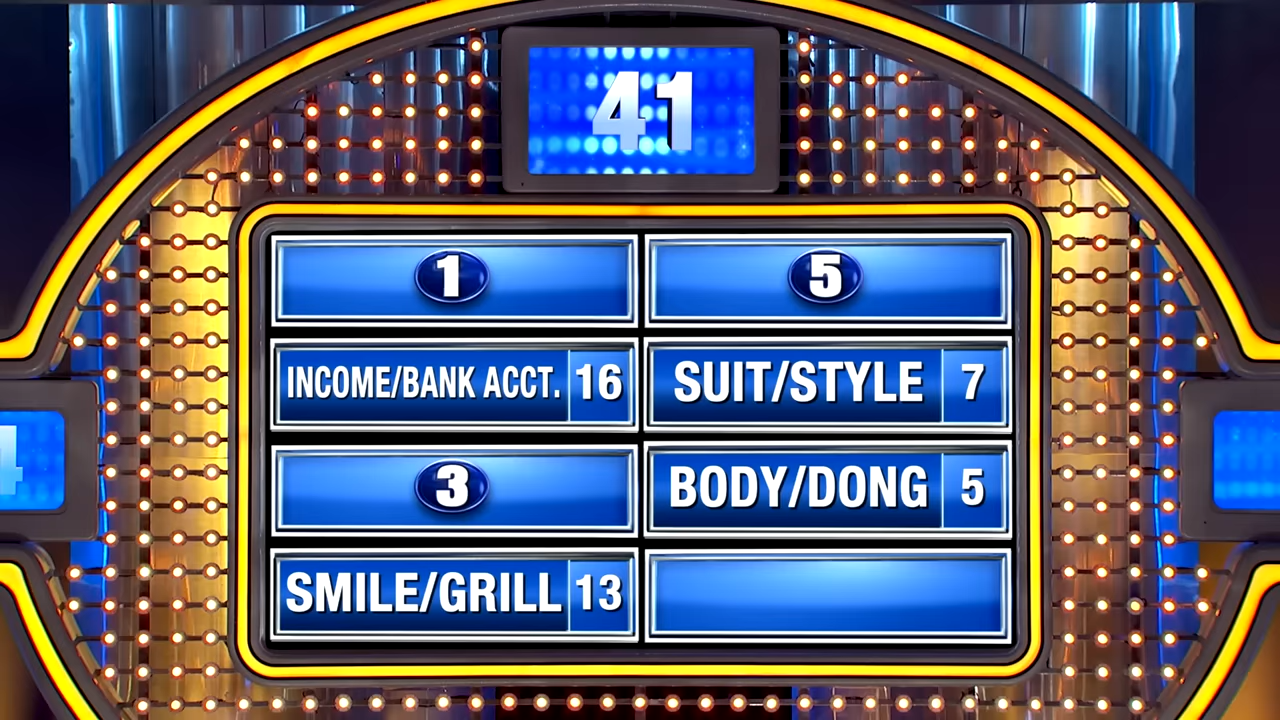 41
1
INCOME/BANK ACCT. 16
3
SMILE/GRILL 13
5
SUIT/STYLE 7
BODY/DONG 5